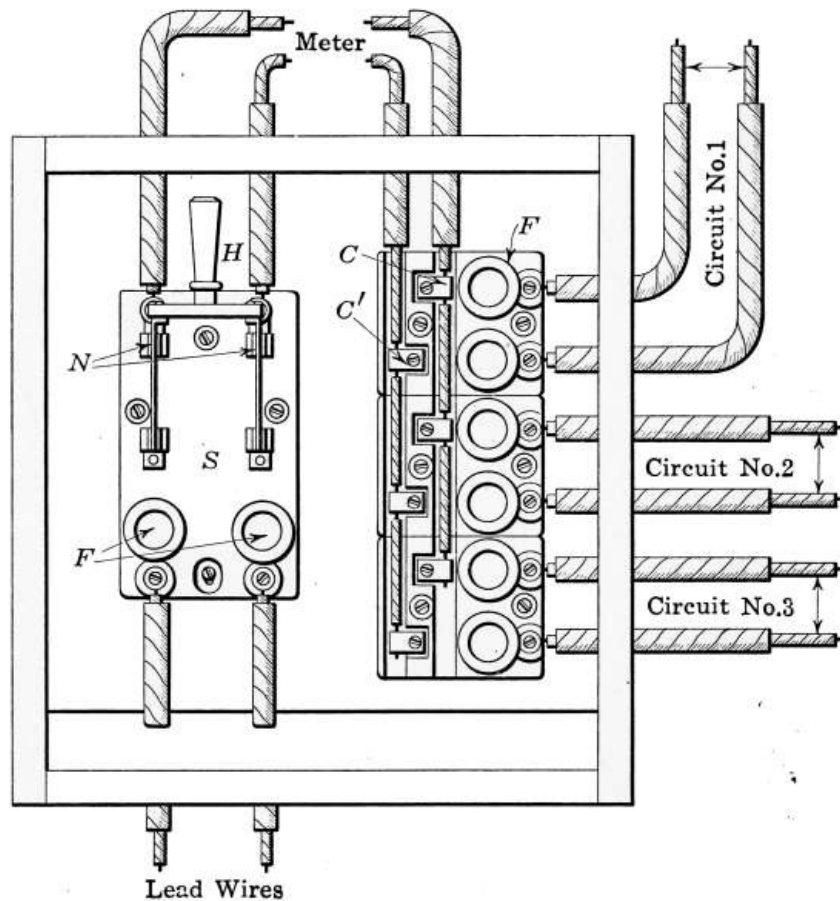 Meter
Circuit No.1
F
H
C
C'
N
Circuit No.2
S
F
Circuit No.3
Lead Wires